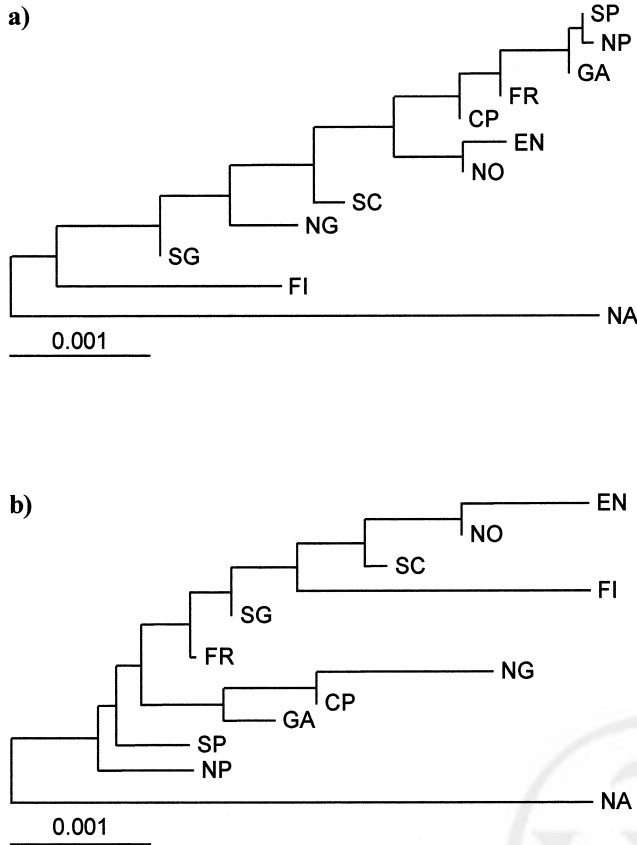 a)
SP
NP
GA
FR
CP
EN
NO
SC
NG
SG
FI
NA
0.001
b)
EN
NO
SC
FI
SG
FR
NG
CP
GA
SP
NP
NA
0.001